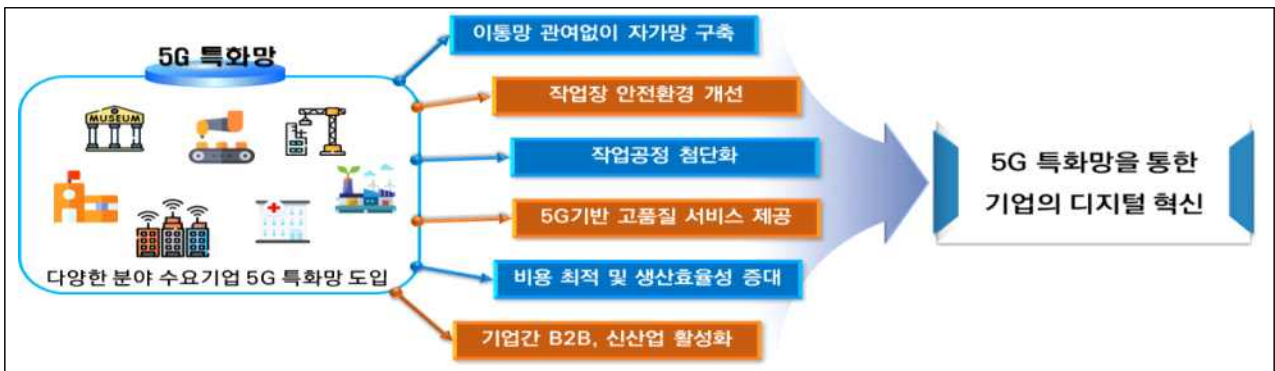 5G 특화망
MUSEUM
다양한 분야 수요기업 5G 특화망 도입
이통망 관여없이 자가망 구축
작업장 안전환경 개선
작업공정 첨단화
5G기반 고품질 서비스 제공
비용 최적 및 생산효율성 증대
기업간 B2B, 신산업 활성화
5G 특화망을 통한
기업의 디지털 혁신